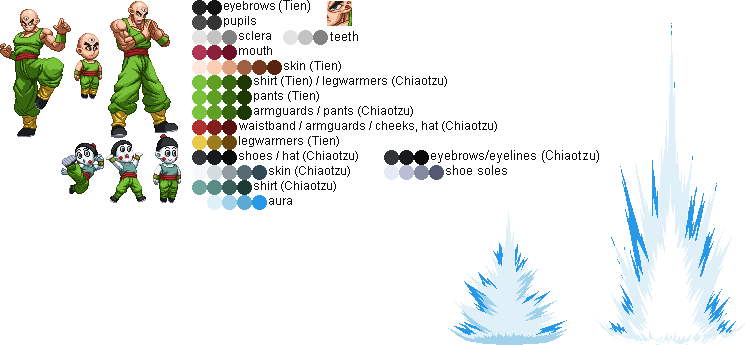 eyebrows (Tien)
pupils
sclera teeth
mouth
skin (Tien)
shirt (Tien) / legwarmers (Chiaotzu)
pants (Tien)
armguards / pants (Chiaotzu)
waistband / armguards / cheeks, hat (Chiaotzu)
legwarmers (Tien)
shoes / hat (Chiaotzu) eyebrows/eyelines (Chiaotzu)
skin (Chiaotzu) shoe soles
shirt (Chiaotzu)
aura